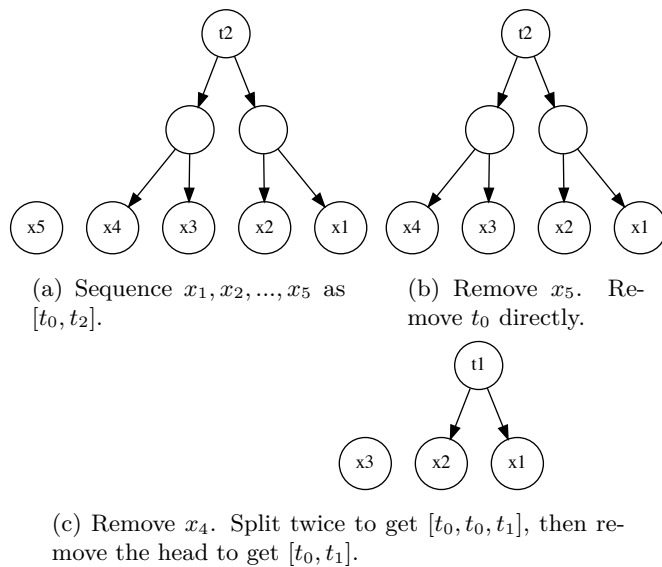 t2
t2
x5 x4 x3 x2 x1
x4 x3 x2 x1
(a) Sequence x₁, x₂, ..., x₅ as
[t₀, t₂].
(b) Remove x₅. Re-
move t₀ directly.
t1
x3 x2 x1
(c) Remove x₄. Split twice to get [t₀, t₀, t₁], then re-
move the head to get [t₀, t₁].